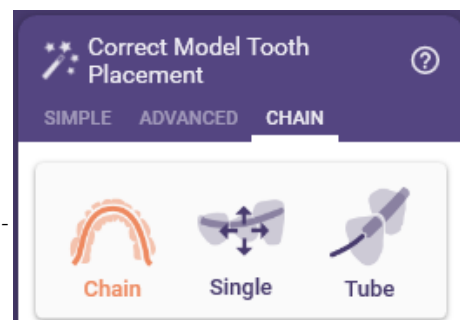 Correct Model Tooth
Placement
SIMPLE ADVANCED CHAIN
Chain Single Tube